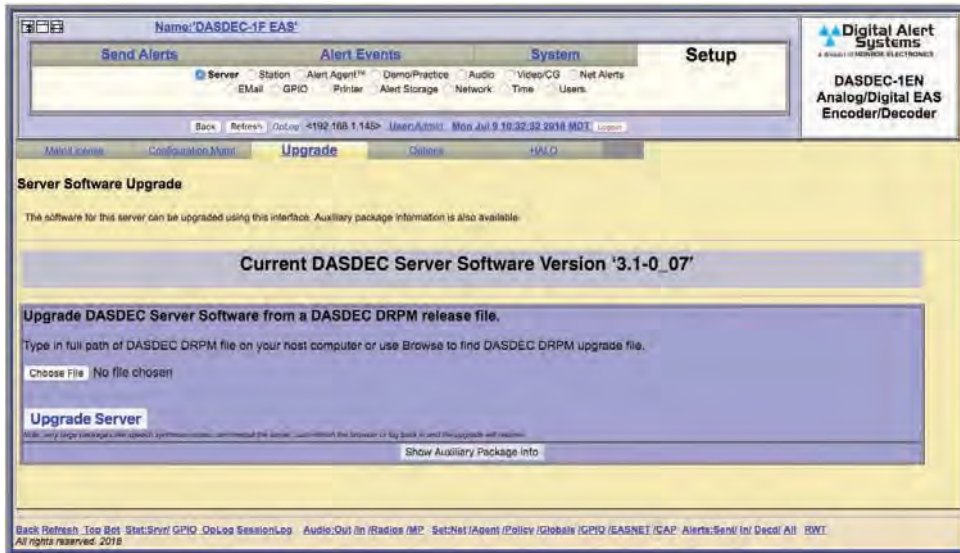 Name:'DASDEC-1F EAS'
Send Alerts Alert Events System Setup
Server Station Alert Agent™ Demo/Practice Audio Video/CG Net Alerts
EMail GPIO Printer Alert Storage Network Time Users
Back Refresh OpLog <192.168.1.145> User:Admin Mon Jul 9 10:32:32 2018 MDT Logout
Digital Alert
Systems
A DIVISION OF MONROE ELECTRONICS
DASDEC-1EN
Analog/Digital EAS
Encoder/Decoder
Main/License Configuration Mgmt Upgrade Options HALO
Server Software Upgrade
The software for this server can be upgraded using this interface. Auxiliary package information is also available.
Current DASDEC Server Software Version '3.1-0_07'
Upgrade DASDEC Server Software from a DASDEC DRPM release file.
Type in full path of DASDEC DRPM file on your host computer or use Browse to find DASDEC DRPM upgrade file.
Choose File No file chosen
Upgrade Server
Show Auxiliary Package Info
Back Refresh Top Bot Stat:Srvr/ GPIO OpLog SessionLog Audio:Out /In /Radios /MP Set:Net /Agent /Policy /Globals /GPIO /EASNET /CAP Alerts:Send/ In/ Decd/ All RWT
All rights reserved. 2018